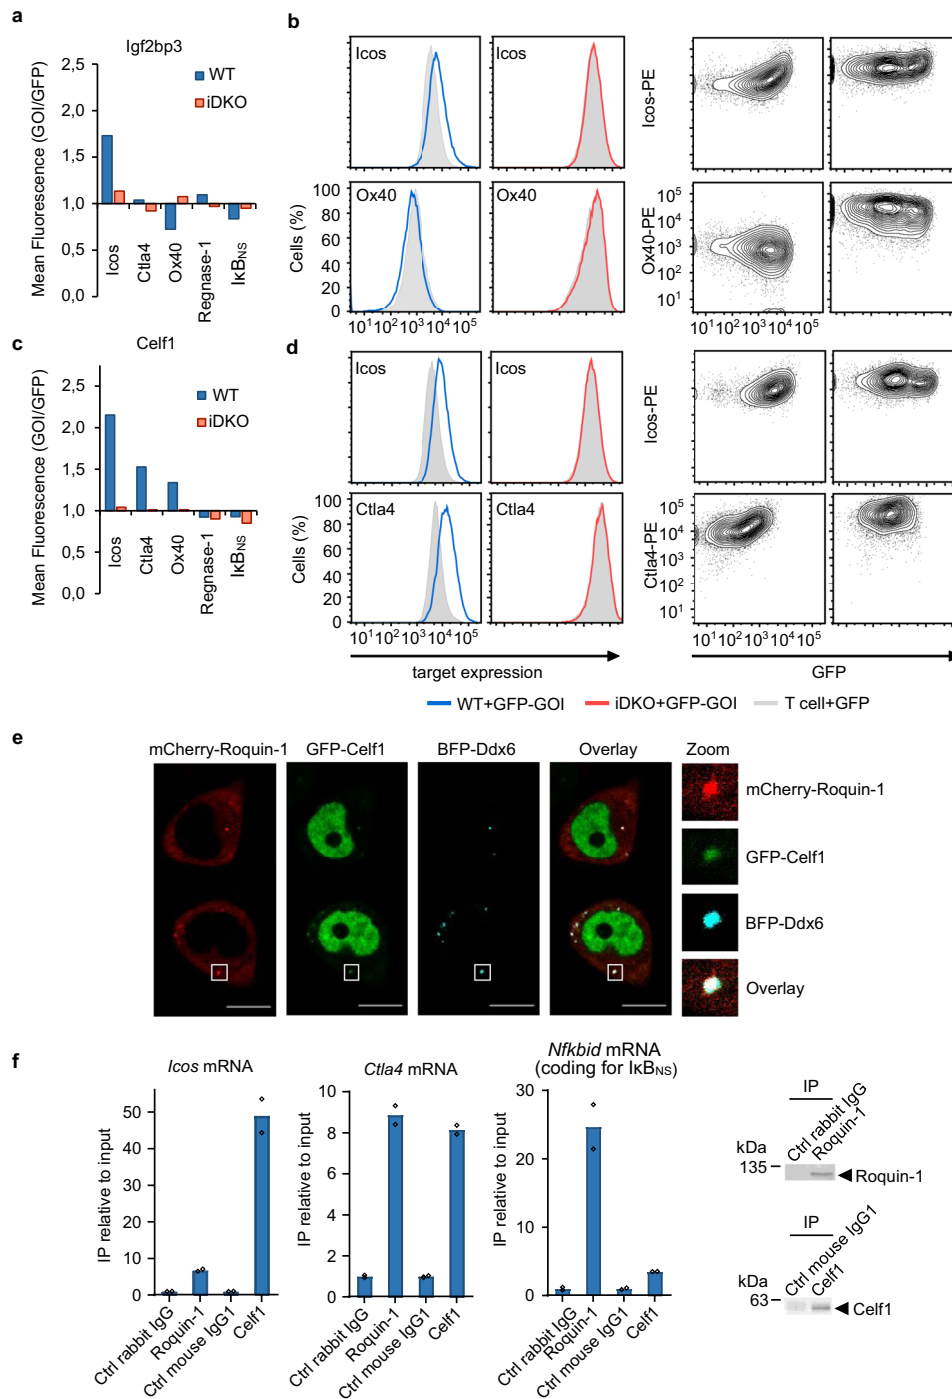 a
Igf2bp3
Mean Fluorescence (GOI/GFP)
2,5
2,0
1,5
1,0
0,5
0,0
WT
iDKO
Icos
Ctla4
Ox40
Regnase-1
IκBNS
b
Icos
Icos
Ox40
Ox40
Cells (%)
100
80
60
40
20
0
10¹ 10² 10³ 10⁴ 10⁵
Icos-PE
Ox40-PE
10⁵
10⁴
10³
10²
10¹
10¹ 10² 10³ 10⁴ 10⁵
c
Celf1
Mean Fluorescence (GOI/GFP)
2,5
2,0
1,5
1,0
0,5
0,0
WT
iDKO
Icos
Ctla4
Ox40
Regnase-1
IκBNS
d
Icos
Icos
Ctla4
Ctla4
Cells (%)
100
80
60
40
20
0
10¹ 10² 10³ 10⁴ 10⁵
target expression
Icos-PE
Ctla4-PE
10⁵
10⁴
10³
10²
10¹
10¹ 10² 10³ 10⁴ 10⁵
GFP
WT+GFP-GOI iDKO+GFP-GOI T cell+GFP
e
mCherry-Roquin-1 GFP-Celf1 BFP-Ddx6 Overlay Zoom
mCherry-Roquin-1
GFP-Celf1
BFP-Ddx6
Overlay
f
Icos mRNA
IP relative to input
50
40
30
20
10
0
Ctrl rabbit IgG
Roquin-1
Ctrl mouse IgG1
Celf1
Ctla4 mRNA
IP relative to input
10
8
6
4
2
0
Ctrl rabbit IgG
Roquin-1
Ctrl mouse IgG1
Celf1
Nfkbid mRNA
(coding for IκBNS)
IP relative to input
30
20
10
0
Ctrl rabbit IgG
Roquin-1
Ctrl mouse IgG1
Celf1
IP
Ctrl rabbit IgG
Roquin-1
kDa
135
Roquin-1
IP
Ctrl mouse IgG1
Celf1
kDa
63
Celf1